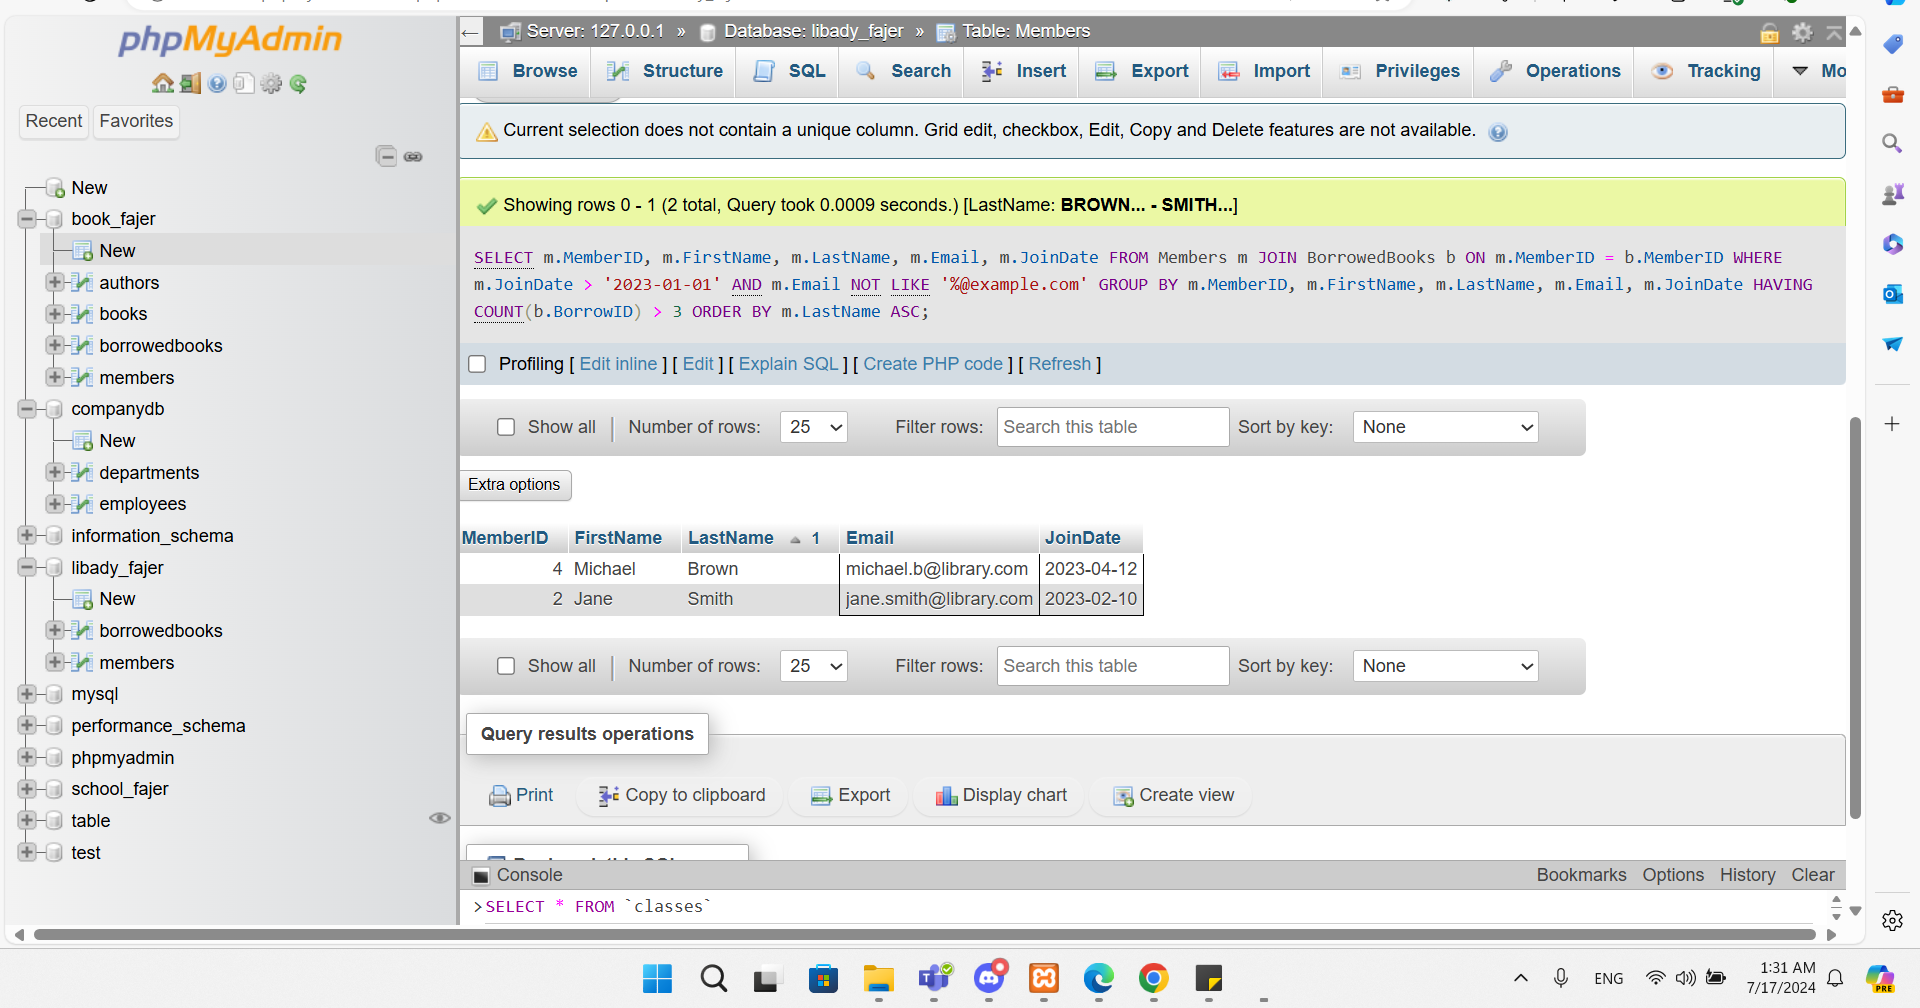 phpMyAdmin
Recent
Favorites
New
book_fajer
New
authors
books
borrowedbooks
members
companydb
New
departments
employees
information_schema
libady_fajer
New
borrowedbooks
members
mysql
performance_schema
phpmyadmin
school_fajer
table
test
Server: 127.0.0.1 » Database: libady_fajer » Table: Members
Browse Structure SQL Search Insert Export Import Privileges Operations Tracking Mo
Current selection does not contain a unique column. Grid edit, checkbox, Edit, Copy and Delete features are not available.
Showing rows 0 - 1 (2 total, Query took 0.0009 seconds.) [LastName: BROWN... - SMITH...]
SELECT m.MemberID, m.FirstName, m.LastName, m.Email, m.JoinDate FROM Members m JOIN BorrowedBooks b ON m.MemberID = b.MemberID WHERE
m.JoinDate > '2023-01-01' AND m.Email NOT LIKE '%@example.com' GROUP BY m.MemberID, m.FirstName, m.LastName, m.Email, m.JoinDate HAVING
COUNT(b.BorrowID) > 3 ORDER BY m.LastName ASC;
Profiling [ Edit inline ] [ Edit ] [ Explain SQL ] [ Create PHP code ] [ Refresh ]
Show all Number of rows: 25 Filter rows: Search this table Sort by key: None
Extra options
MemberID FirstName LastName 1 Email JoinDate
4 Michael Brown michael.b@library.com 2023-04-12
2 Jane Smith jane.smith@library.com 2023-02-10
Show all Number of rows: 25 Filter rows: Search this table Sort by key: None
Query results operations
Print Copy to clipboard Export Display chart Create view
Console Bookmarks Options History Clear
>SELECT * FROM `classes`
ENG
1:31 AM
7/17/2024
PRE